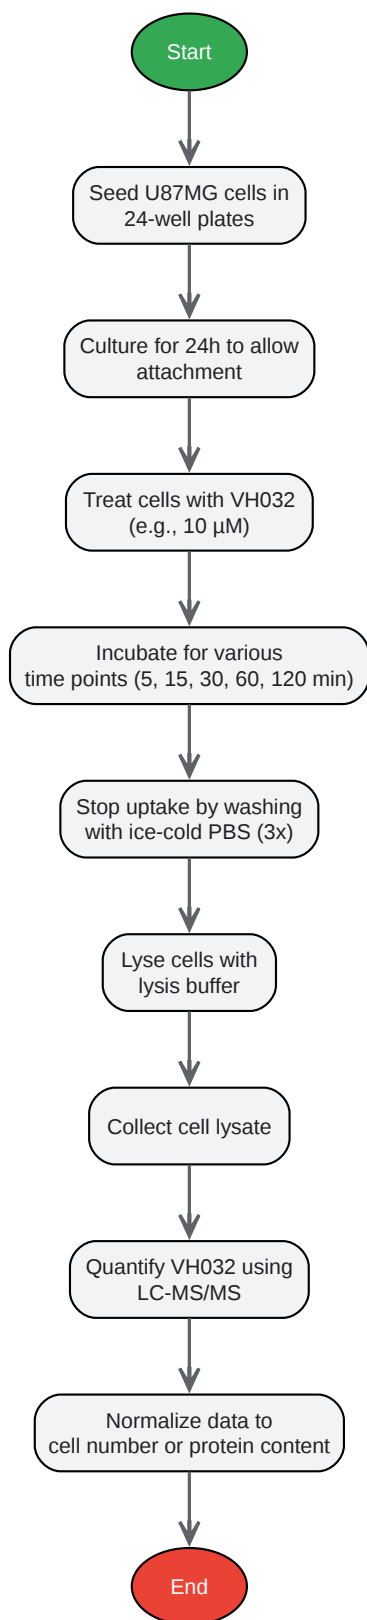 Start
Seed U87MG cells in
24-well plates
Culture for 24h to allow
attachment
Treat cells with VH032
(e.g., 10 µM)
Incubate for various
time points (5, 15, 30, 60, 120 min)
Stop uptake by washing
with ice-cold PBS (3x)
Lyse cells with
lysis buffer
Collect cell lysate
Quantify VH032 using
LC-MS/MS
Normalize data to
cell number or protein content
End